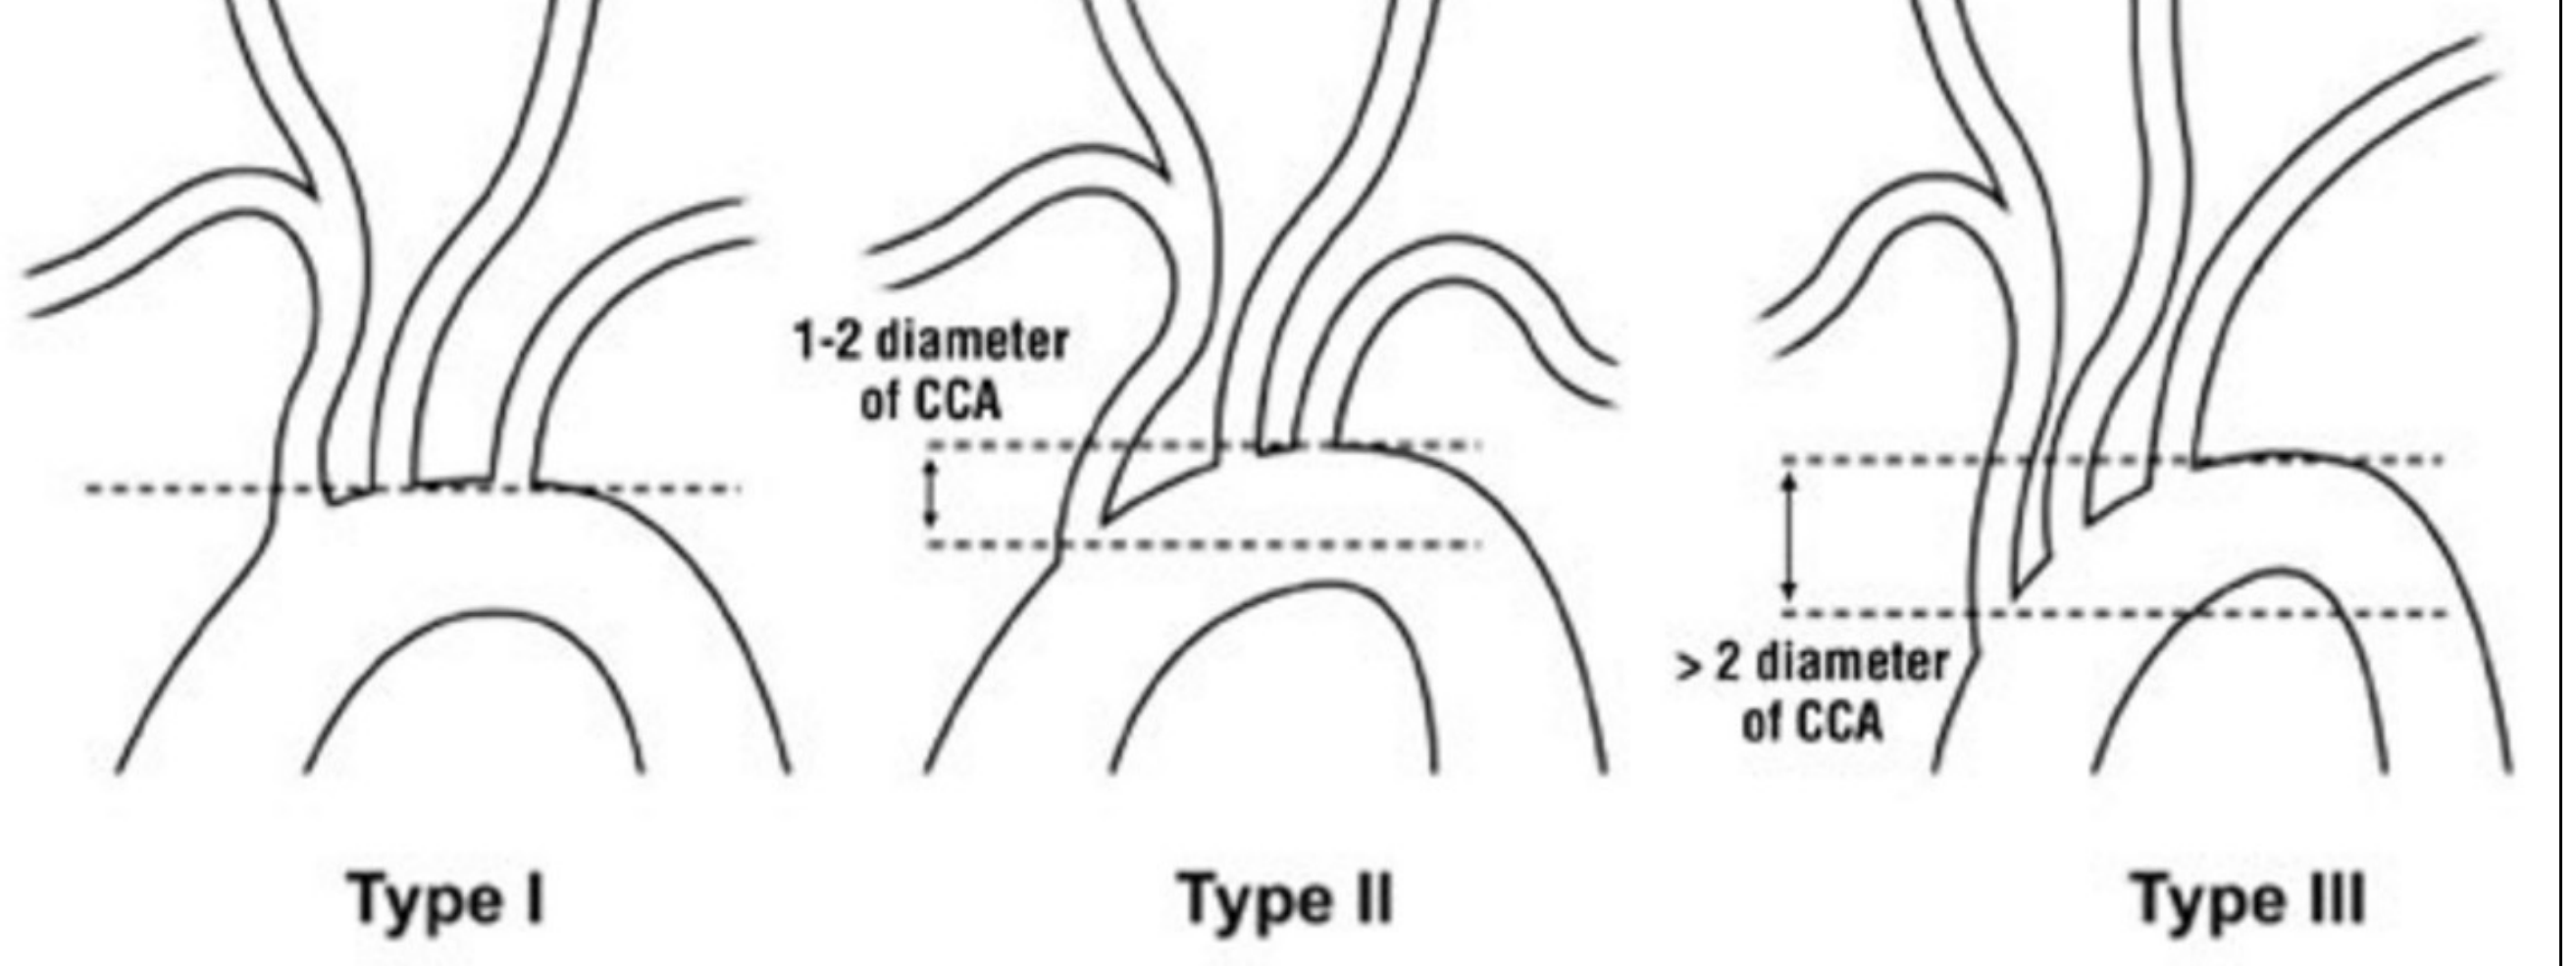 1-2 diameter
of CCA
> 2 diameter
of CCA
Type I
Type II
Type III